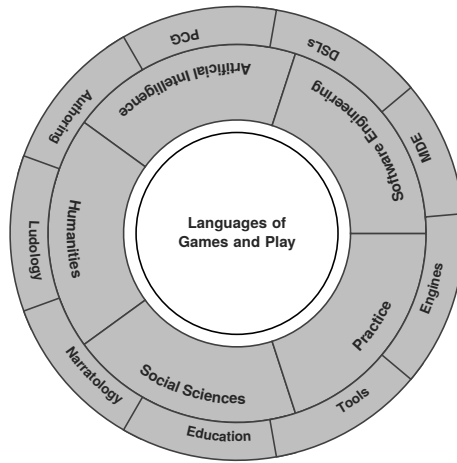 PCG
DSLs
Artificial Intelligence
Software Engineering
Authoring
MDE
Humanities
Languages of
Games and Play
Ludology
Engines
Practice
Narratology
Social Sciences
Tools
Education